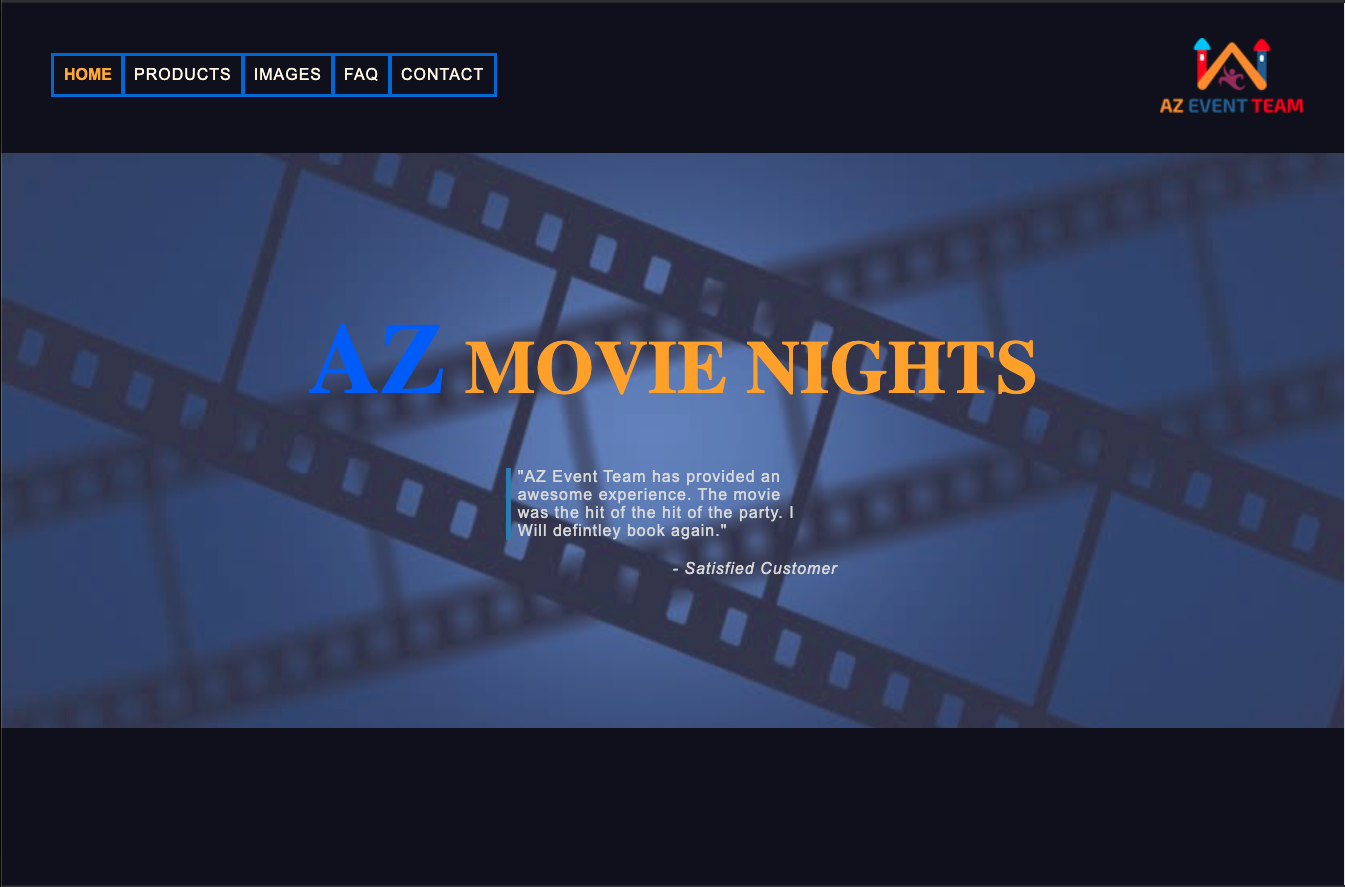 HOME PRODUCTS IMAGES FAQ CONTACT
AZ EVENT TEAM
AZ MOVIE NIGHTS
"AZ Event Team has provided an
awesome experience. The movie
was the hit of the hit of the party. I
Will defintley book again."
- Satisfied Customer